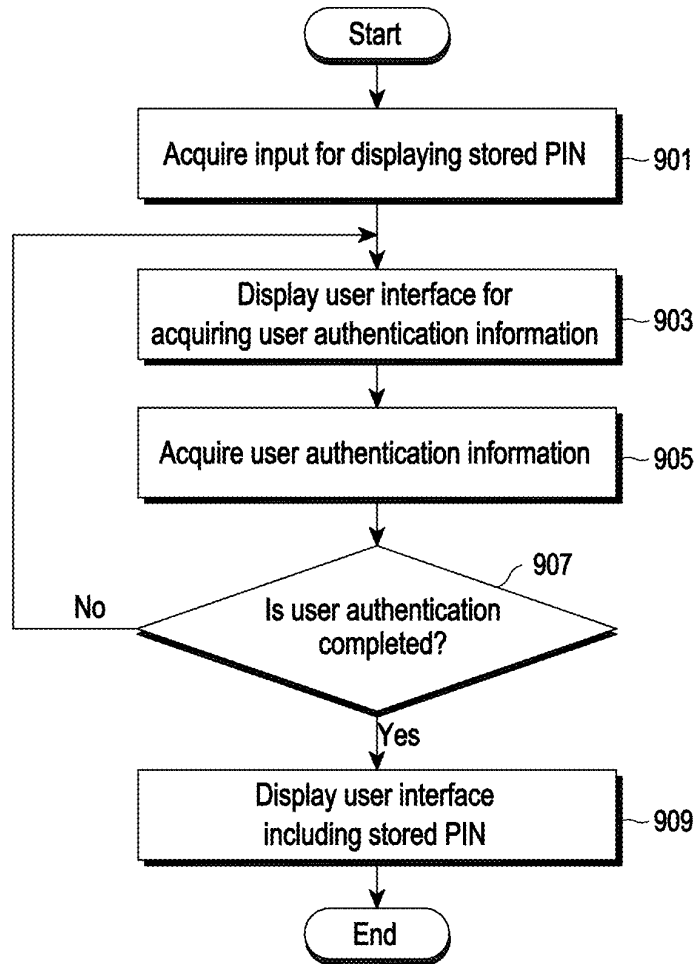 Start
Acquire input for displaying stored PIN
901
Display user interface for
acquiring user authentication information
903
Acquire user authentication information
905
907
No
Is user authentication
completed?
Yes
Display user interface
including stored PIN
909
End